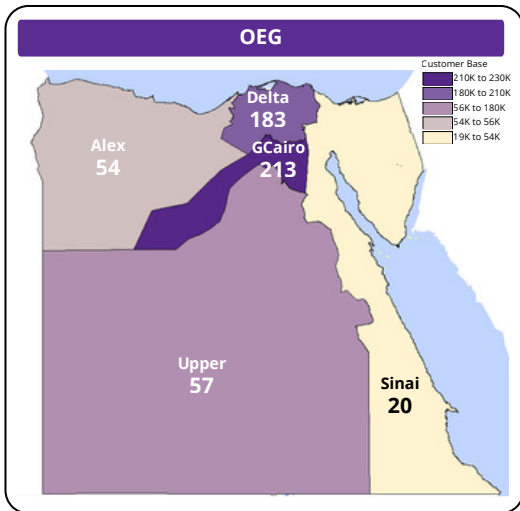 OEG
Customer Base
210K to 230K
180K to 210K
56K to 180K
54K to 56K
19K to 54K
Delta
183
Alex
54
GCairo
213
Upper
57
Sinai
20